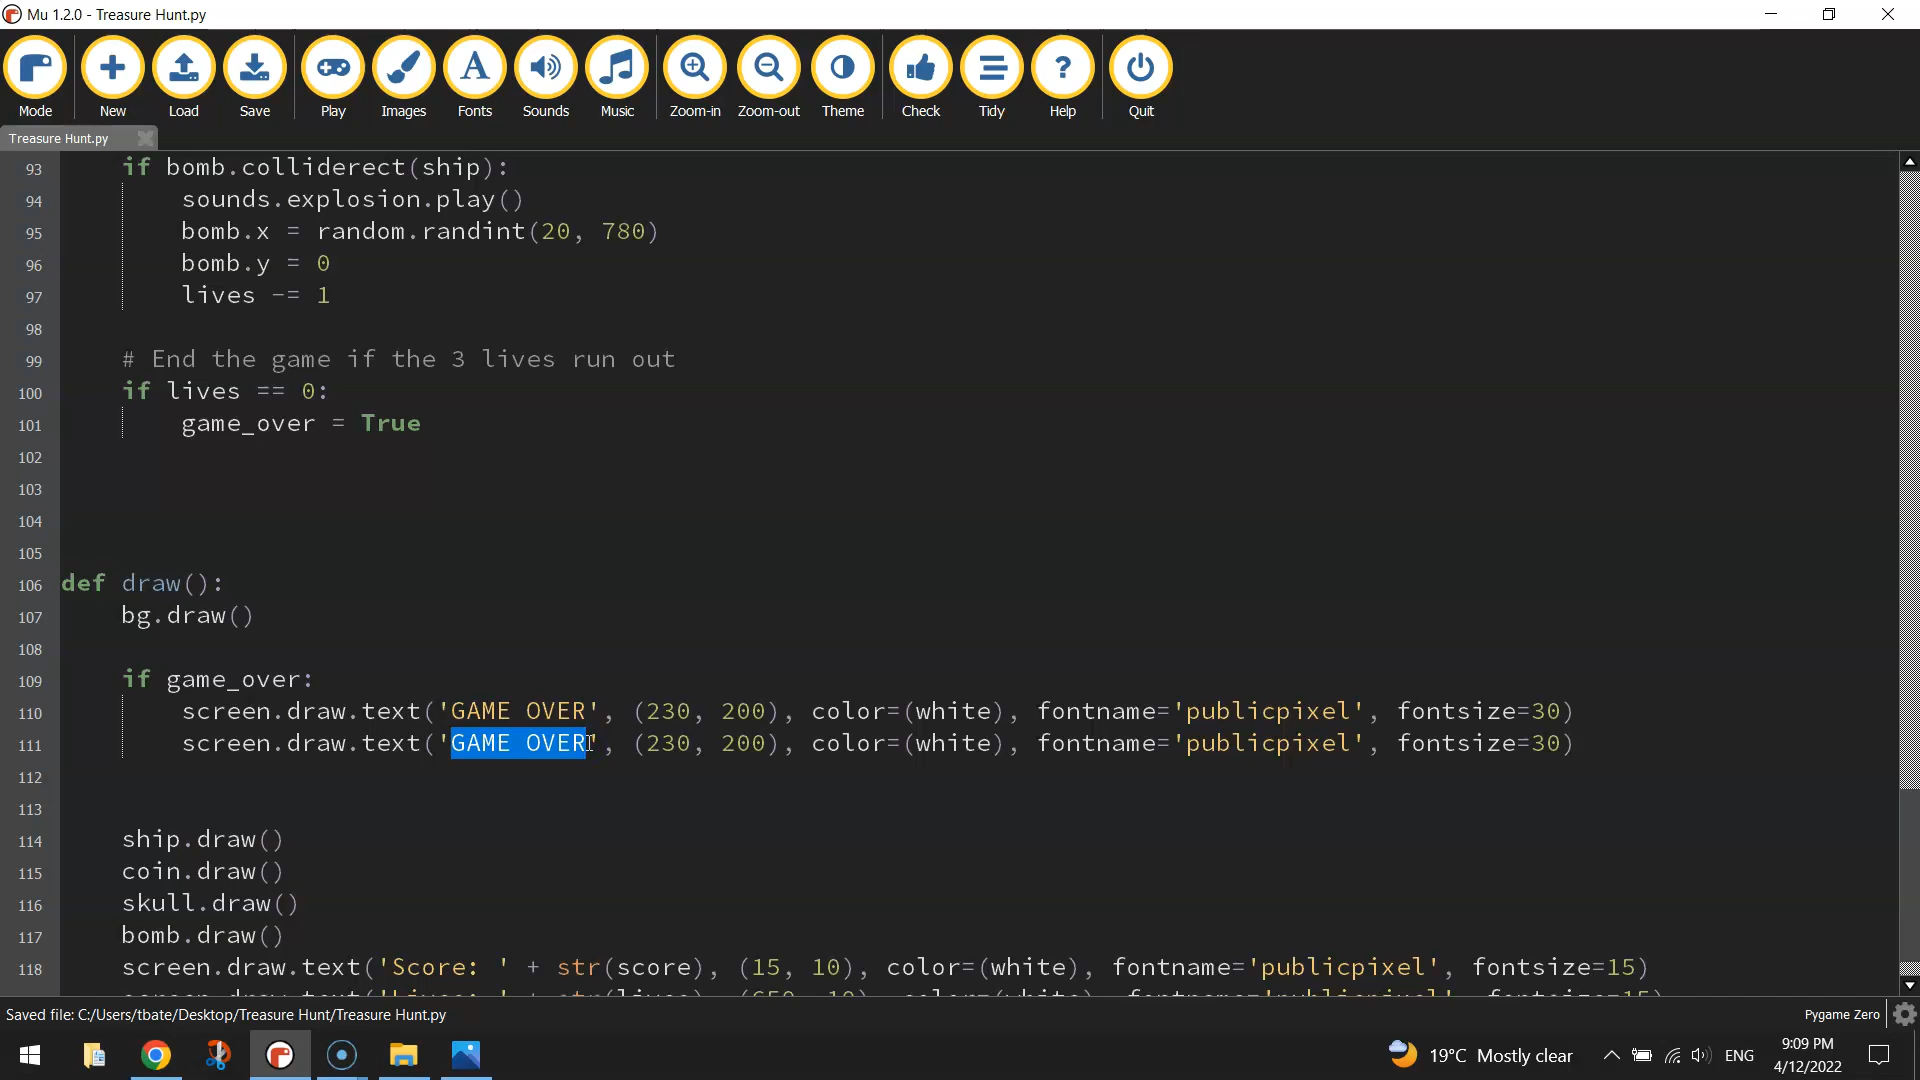 Mu 1.2.0 - Treasure Hunt.py
Mode New Load Save Play Images Fonts Sounds Music Zoom-in Zoom-out Theme Check Tidy Help Quit
Treasure Hunt.py
93 if bomb.colliderect(ship):
94 sounds.explosion.play()
95 bomb.x = random.randint(20, 780)
96 bomb.y = 0
97 lives -= 1
98
99 # End the game if the 3 lives run out
100 if lives == 0:
101 game_over = True
102
103
104
105
106 def draw():
107 bg.draw()
108
109 if game_over:
110 screen.draw.text('GAME OVER', (230, 200), color=(white), fontname='publicpixel', fontsize=30)
111 screen.draw.text('GAME OVER', (230, 200), color=(white), fontname='publicpixel', fontsize=30)
112
113
114 ship.draw()
115 coin.draw()
116 skull.draw()
117 bomb.draw()
118 screen.draw.text('Score: ' + str(score), (15, 10), color=(white), fontname='publicpixel', fontsize=15)
Saved file: C:/Users/tbate/Desktop/Treasure Hunt/Treasure Hunt.py
Pygame Zero
19°C Mostly clear
ENG
9:09 PM
4/12/2022